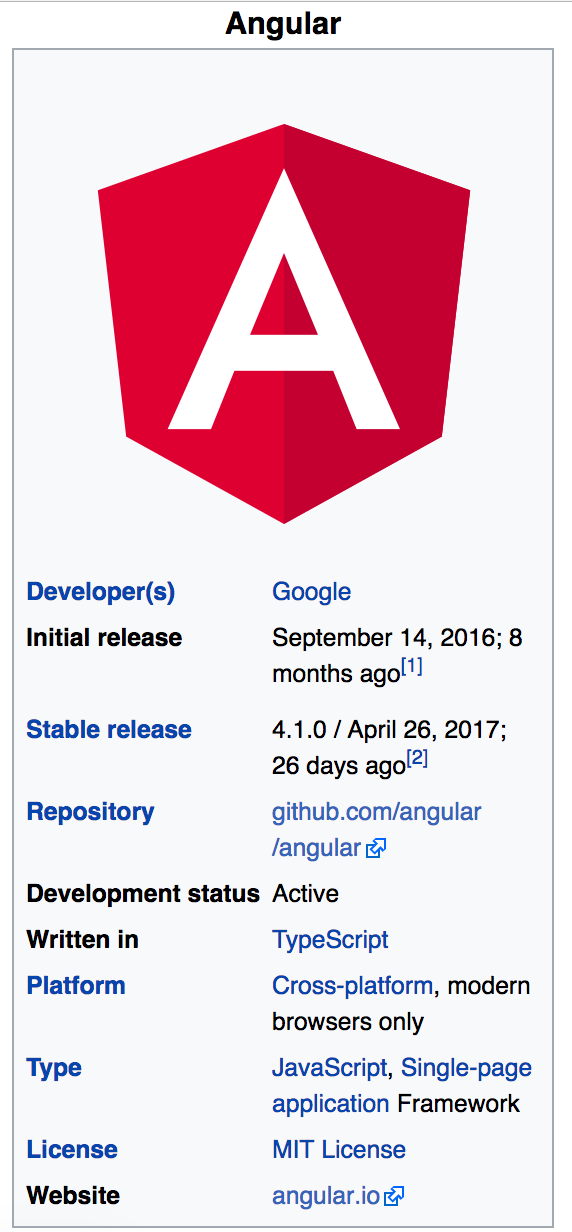 Angular
A
Developer(s) Google
Initial release September 14, 2016; 8
months ago[1]
Stable release 4.1.0 / April 26, 2017;
26 days ago[2]
Repository github.com/angular
/angular
Development status Active
Written in TypeScript
Platform Cross-platform, modern
browsers only
Type JavaScript, Single-page
application Framework
License MIT License
Website angular.io